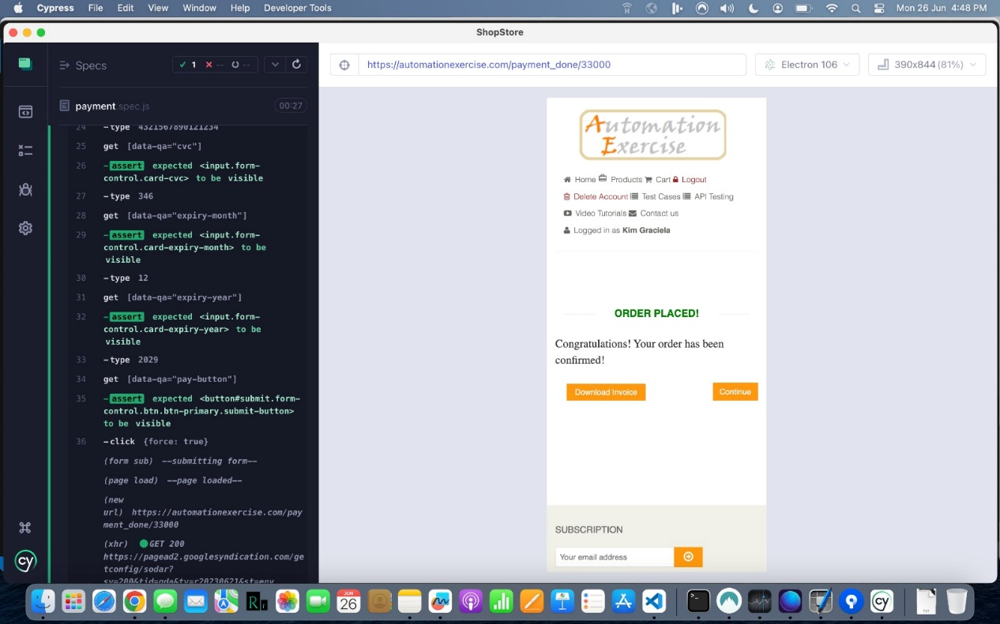 Cypress File Edit View Window Help Developer Tools
Mon 26 Jun 4:48 PM
ShopStore
Specs
1 -- --
payment.spec.js
00:27
24 -type 4321567890121234
25 get [data-qa="cvc"]
26 -assert expected <input.form-
control.card-cvc> to be visible
27 -type 346
28 get [data-qa="expiry-month"]
29 -assert expected <input.form-
control.card-expiry-month> to be
visible
30 -type 12
31 get [data-qa="expiry-year"]
32 -assert expected <input.form-
control.card-expiry-year> to be
visible
33 -type 2029
34 get [data-qa="pay-button"]
35 -assert expected <button#submit.form-
control.btn.btn-primary.submit-button>
to be visible
36 -click {force: true}
(form sub) --submitting form--
(page load) --page loaded--
(new
url) https://automationexercise.com/pay
ment_done/33000
(xhr) GET 200
https://pagead2.googlesyndication.com/ge
tconfig/sodar?
sv=200&tid=gda&tv=r20230621&st=env
cy
https://automationexercise.com/payment_done/33000
Electron 106
390x844 (81%)
Automation
Exercise
Home Products Cart Logout
Delete Account Test Cases API Testing
Video Tutorials Contact us
Logged in as Kim Graciela
ORDER PLACED!
Congratulations! Your order has been
confirmed!
Download Invoice
Continue
SUBSCRIPTION
Your email address
JUN
26
cy
TXT